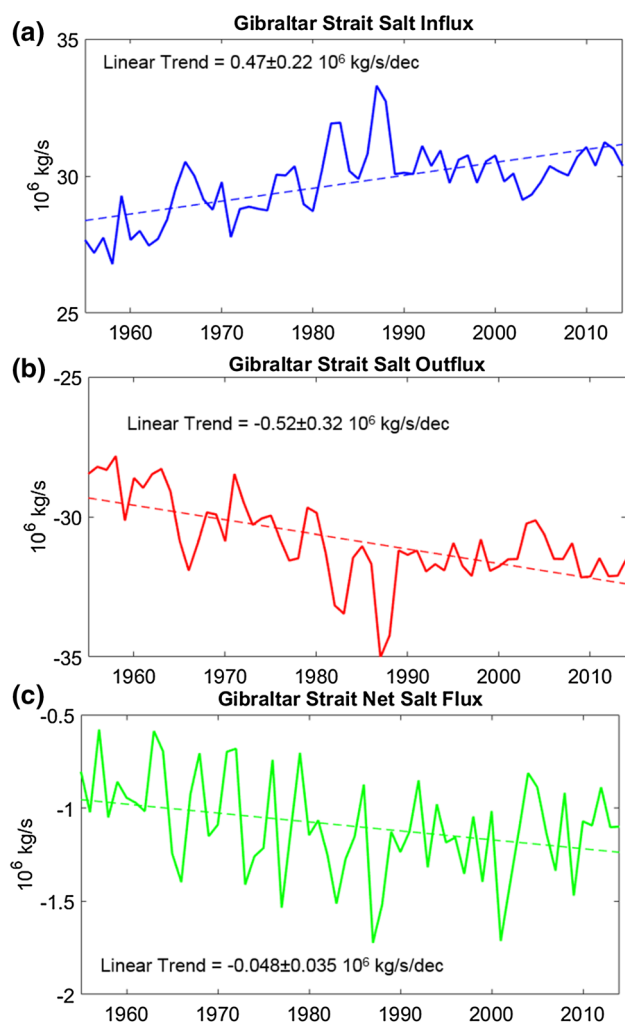 (a)
Gibraltar Strait Salt Influx
Linear Trend = 0.47±0.22 10⁶ kg/s/dec
10⁶ kg/s
35
30
25
1960 1970 1980 1990 2000 2010
(b)
Gibraltar Strait Salt Outflux
Linear Trend = -0.52±0.32 10⁶ kg/s/dec
10⁶ kg/s
-25
-30
-35
1960 1970 1980 1990 2000 2010
(c)
Gibraltar Strait Net Salt Flux
10⁶ kg/s
-0.5
-1
-1.5
-2
Linear Trend = -0.048±0.035 10⁶ kg/s/dec
1960 1970 1980 1990 2000 2010